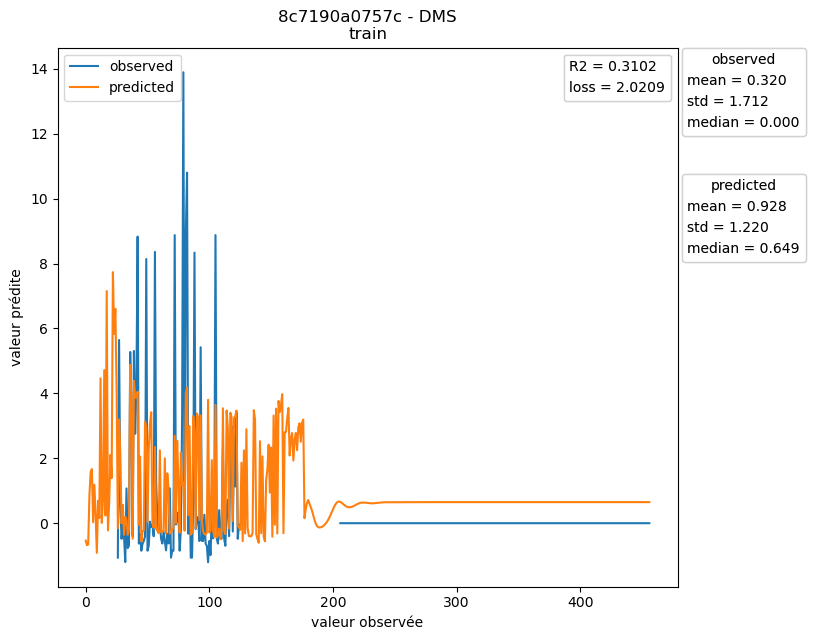 8c7190a0757c - DMS
train
observed
predicted
R2 = 0.3102
loss = 2.0209
observed
mean = 0.320
std = 1.712
median = 0.000
predicted
mean = 0.928
std = 1.220
median = 0.649
valeur prédite
14
12
10
8
6
4
2
0
0 100 200 300 400
valeur observée